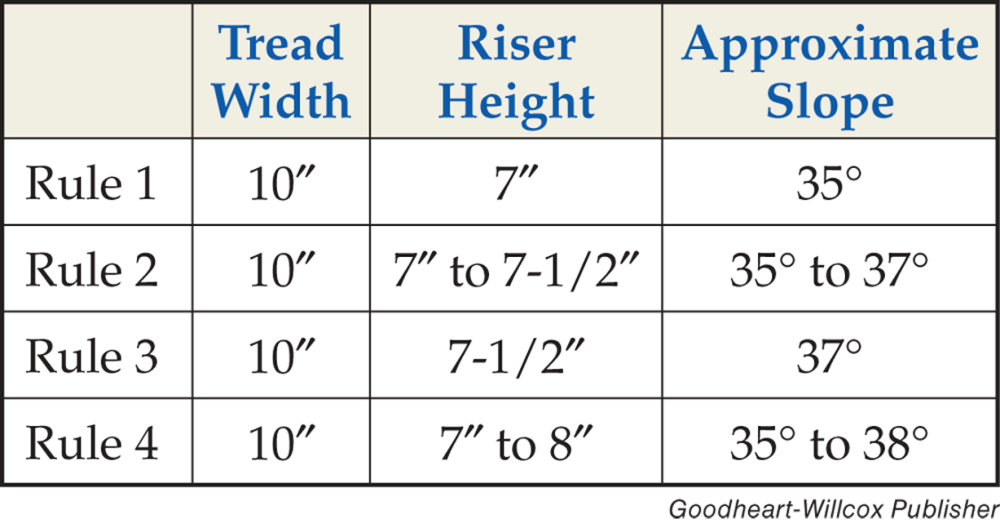 Tread Width Riser Height Approximate Slope
Rule 1 10″ 7″ 35°
Rule 2 10″ 7″ to 7-1/2″ 35° to 37°
Rule 3 10″ 7-1/2″ 37°
Rule 4 10″ 7″ to 8″ 35° to 38°
Goodheart-Willcox Publisher